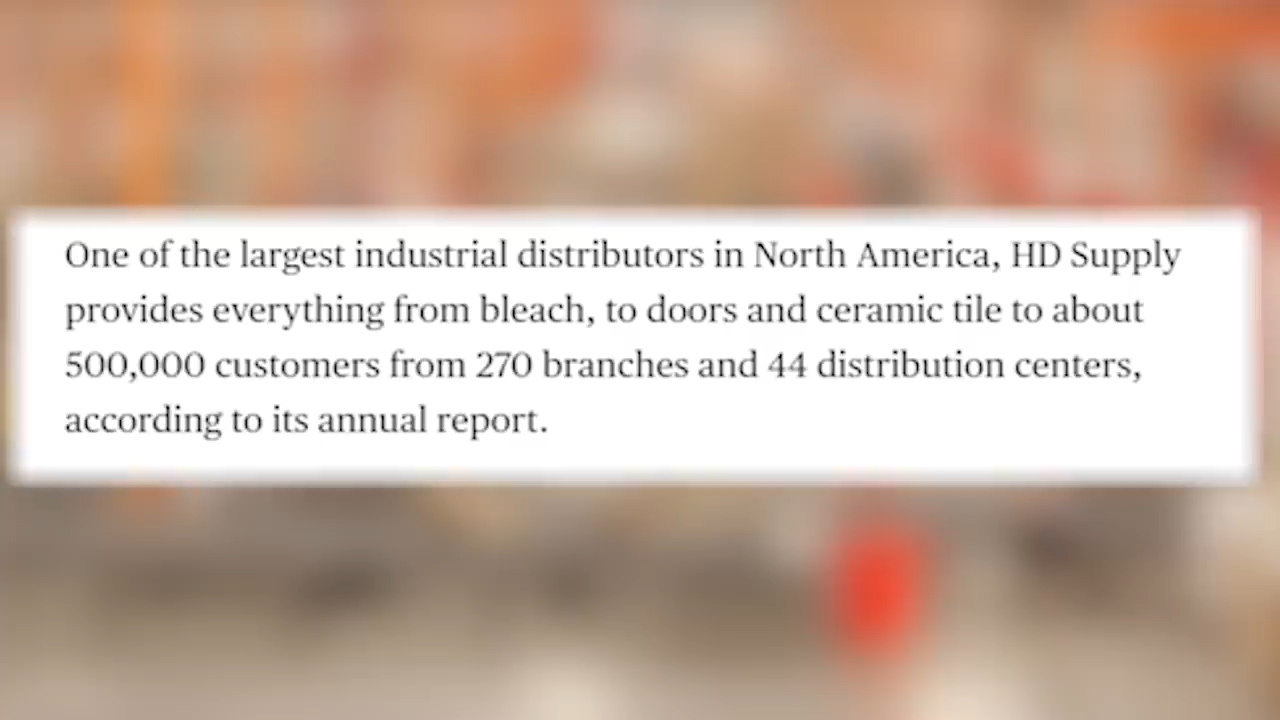 One of the largest industrial distributors in North America, HD Supply
provides everything from bleach, to doors and ceramic tile to about
500,000 customers from 270 branches and 44 distribution centers,
according to its annual report.